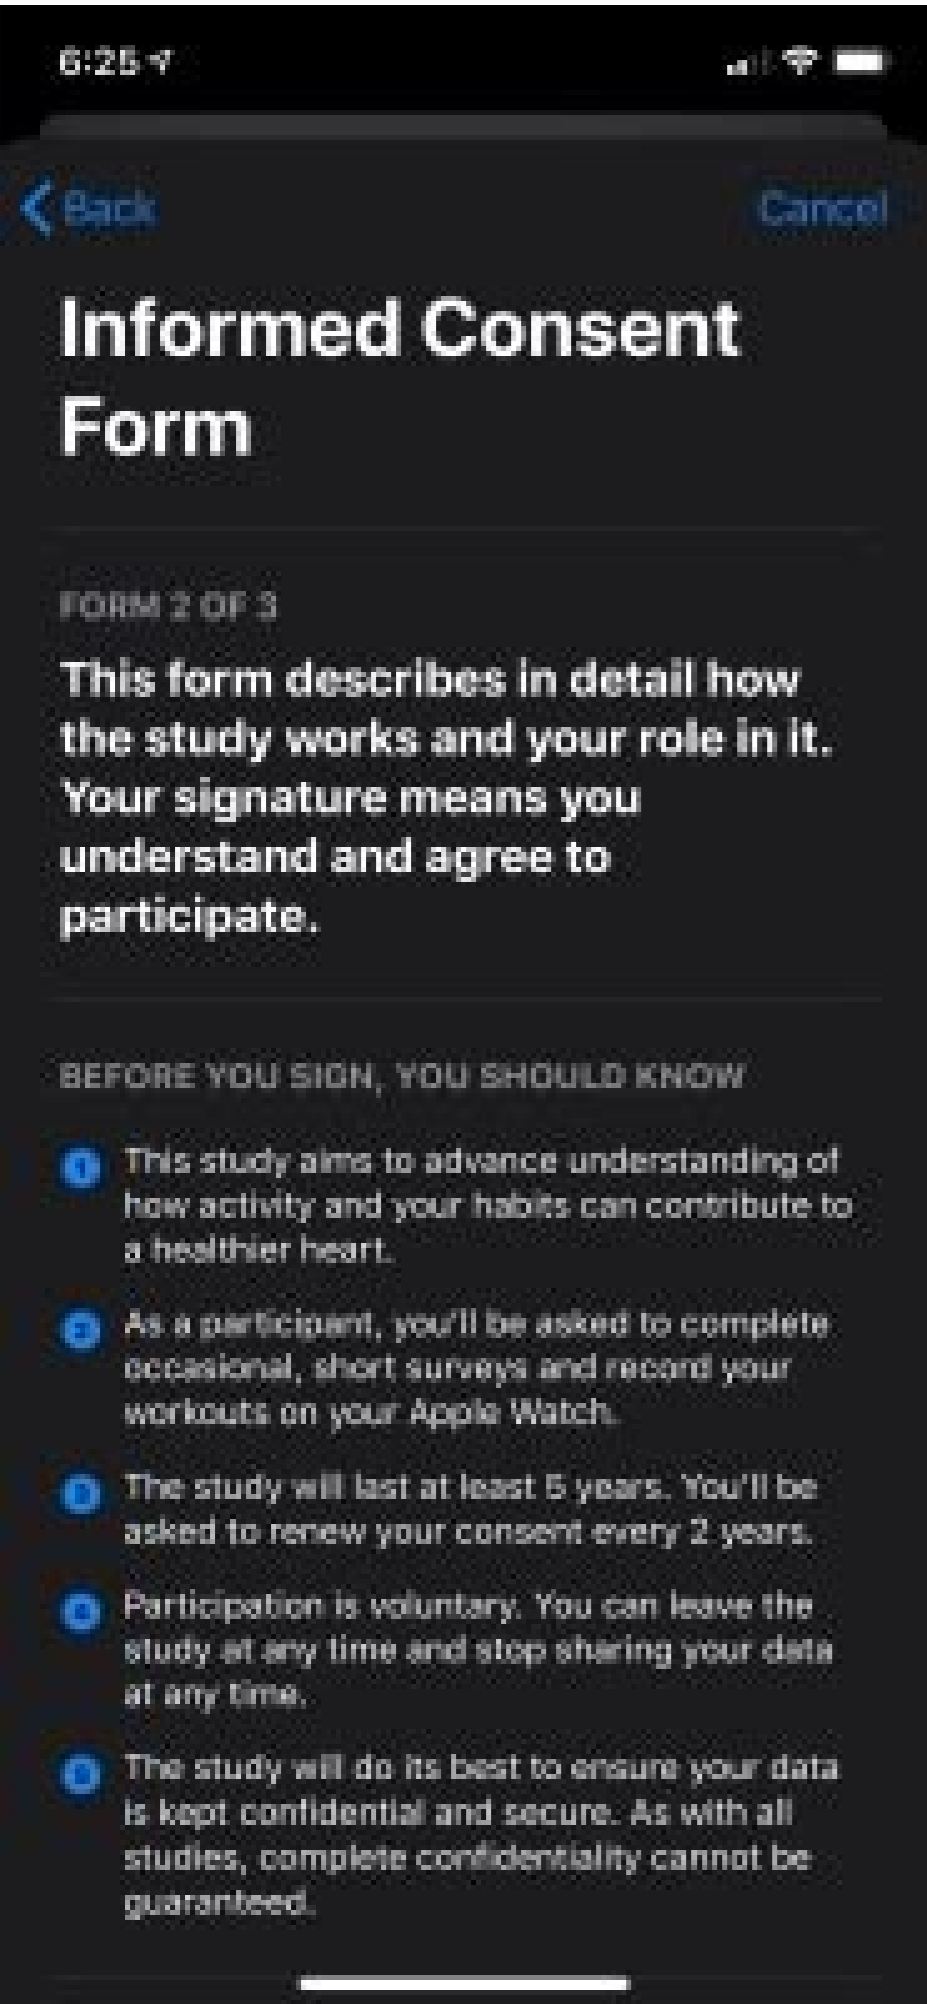 6:25
Back
Cancel
Informed Consent
Form
FORM 2 OF 3
This form describes in detail how
the study works and your role in it.
Your signature means you
understand and agree to
participate.
BEFORE YOU SIGN, YOU SHOULD KNOW
1 This study aims to advance understanding of
how activity and your habits can contribute to
a healthier heart.
As a participant, you'll be asked to complete
occasional, short surveys and record your
workouts on your Apple Watch.
The study will last at least 5 years. You'll be
asked to renew your consent every 2 years.
Participation is voluntary. You can leave the
study at any time and stop sharing your data
at any time.
The study will do its best to ensure your data
is kept confidential and secure. As with all
studies, complete confidentiality cannot be
guaranteed.